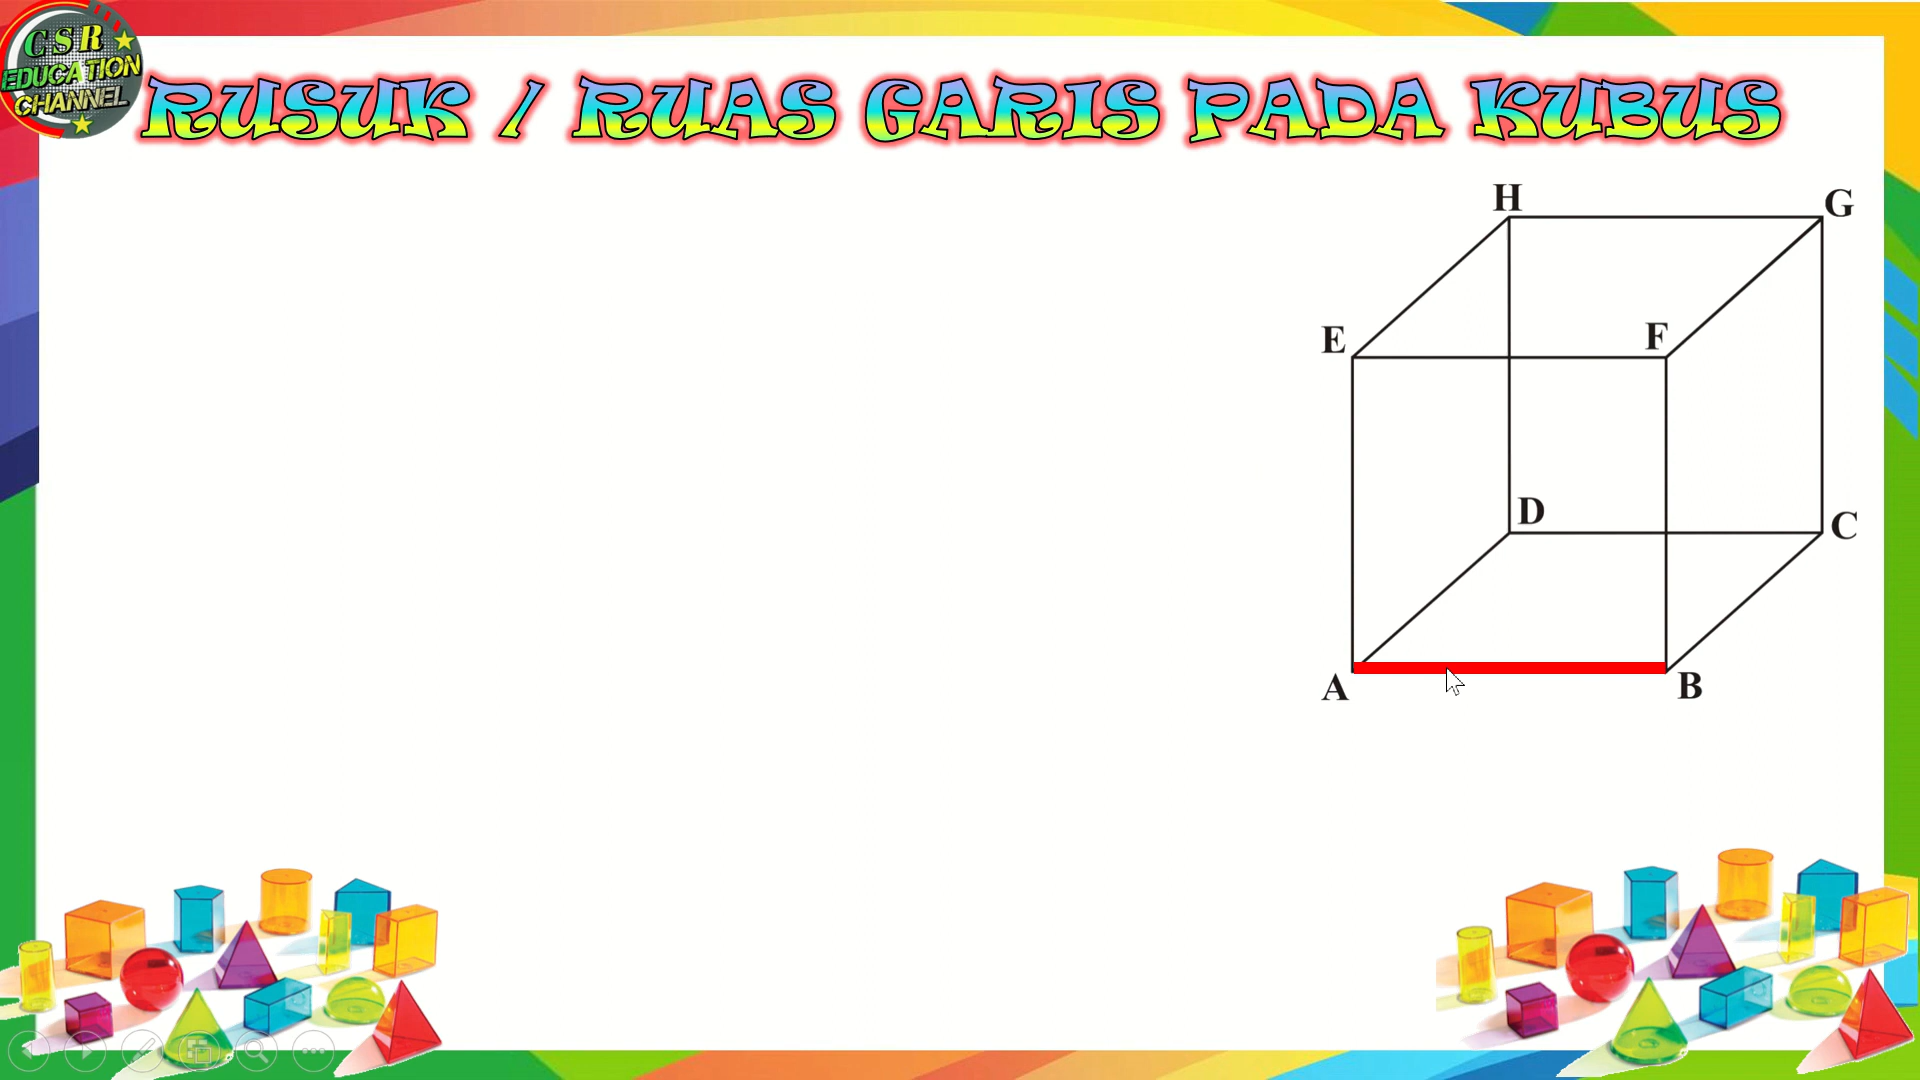 CSR
EDUCATION
CHANNEL
RUSUK / RUAS GARIS PADA KUBUS
H
G
E
F
D
C
A
B